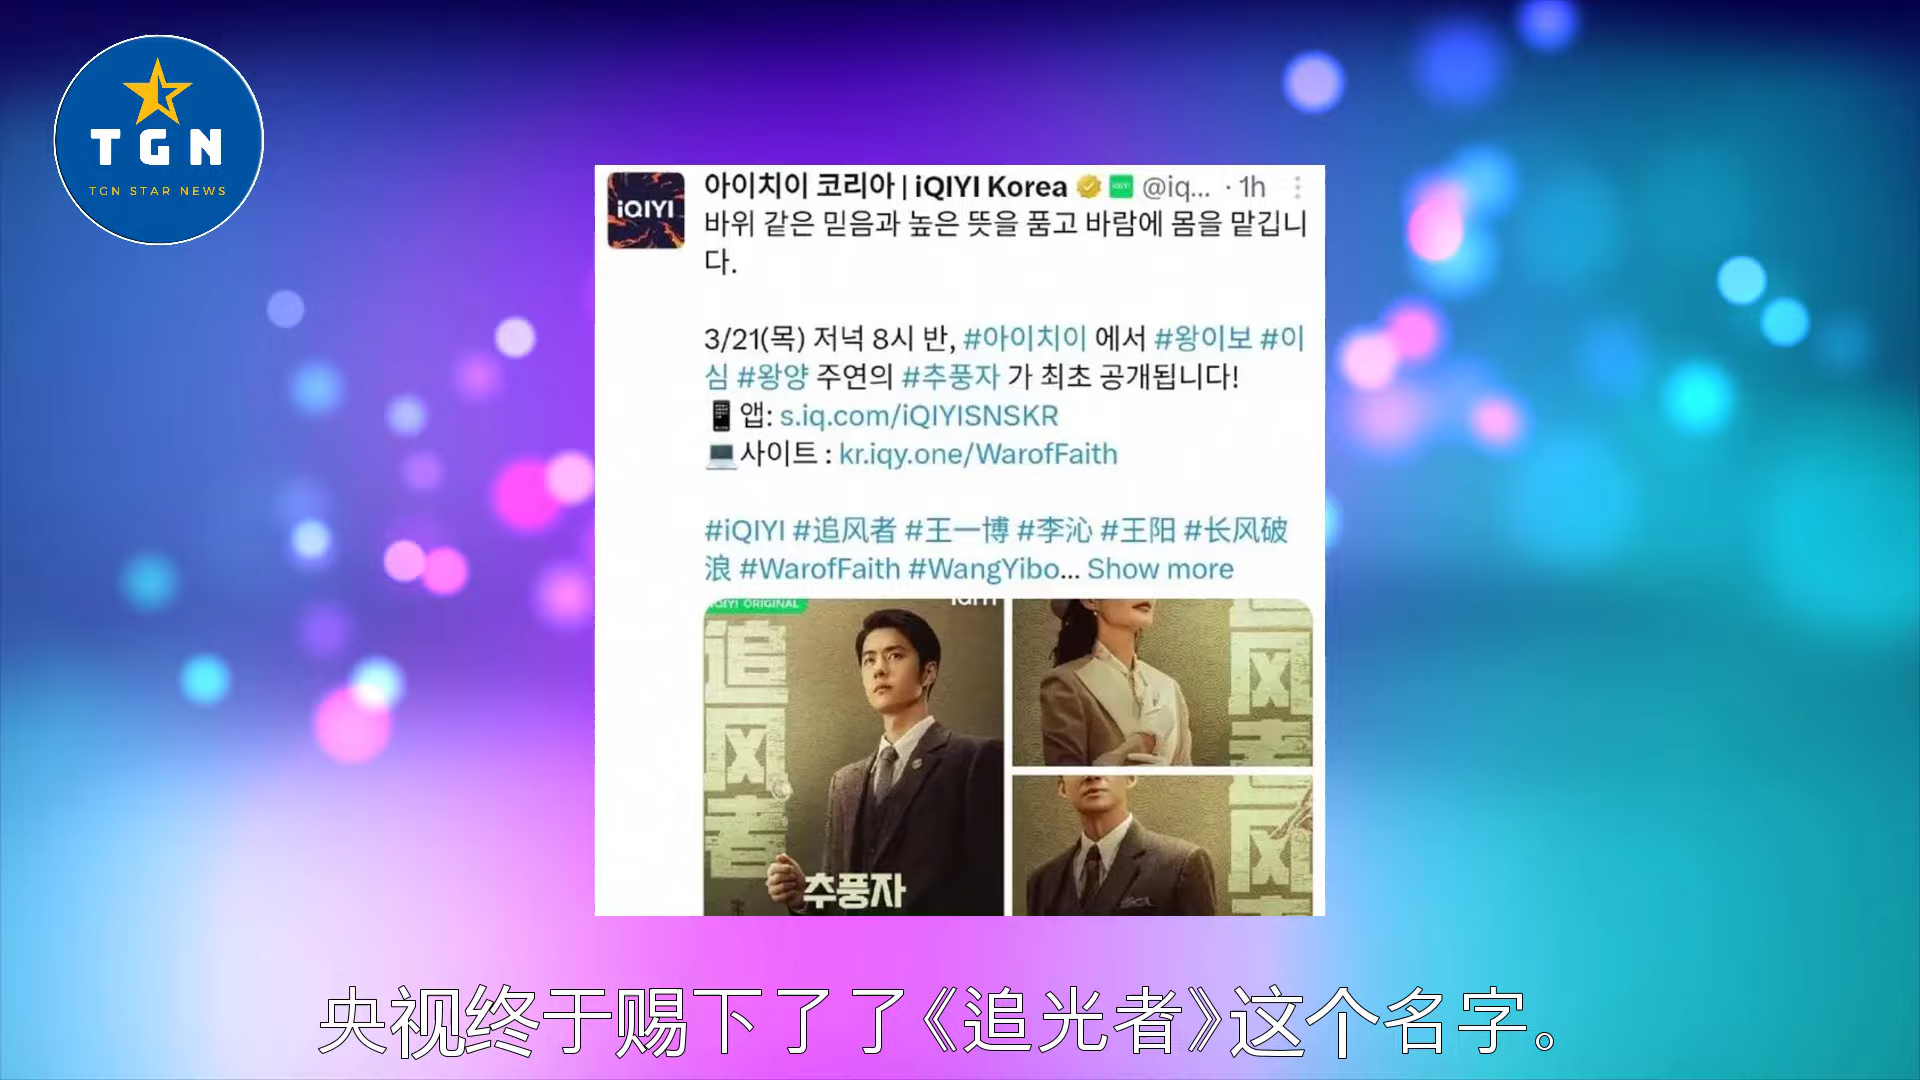 TGN
TGN STAR NEWS
iQIYI
아이치이 코리아 | iQIYI Korea @iq... · 1h
바위 같은 믿음과 높은 뜻을 품고 바람에 몸을 맡깁니
다.
3/21(목) 저녁 8시 반, #아이치이 에서 #왕이보 #이
심 #왕양 주연의 #추풍자 가 최초 공개됩니다!
앱: s.iq.com/iQIYISNSKR
사이트 : kr.iqy.one/WarofFaith
#iQIYI #追风者 #王一博 #李沁 #王阳 #长风破
浪 #WarofFaith #WangYibo... Show more
iQIYI ORIGINAL
追风者
추풍자
风者
风
央视终于赐下了了《追光者》这个名字。